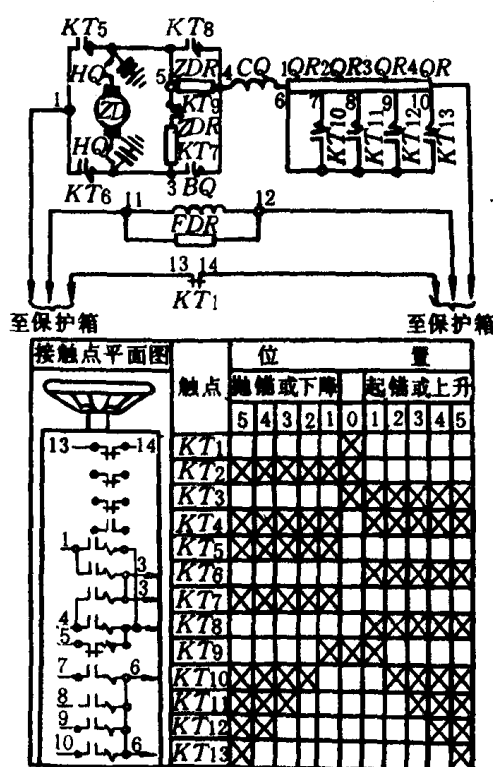 KT5
KT8
HQ
ZDR
CQ
1QR2QR3QR4QR
5
4
1
ZD
KT9
ZDR
6
7
8
9
10
KT10
KT11
KT12
KT13
HQ
KT7
KT6
3
BQ
11
12
FDR
13
14
KT1
至保护箱
至保护箱
接触点平面图
触点
位 置
抛锚或下降
起锚或上升
5 4 3 2 1 0 1 2 3 4 5
13
14
KT1
KT2
KT3
KT4
1
KT5
3
KT6
3
KT7
4
KT8
5
KT9
7
6
KT10
8
KT11
9
KT12
10
6
KT13